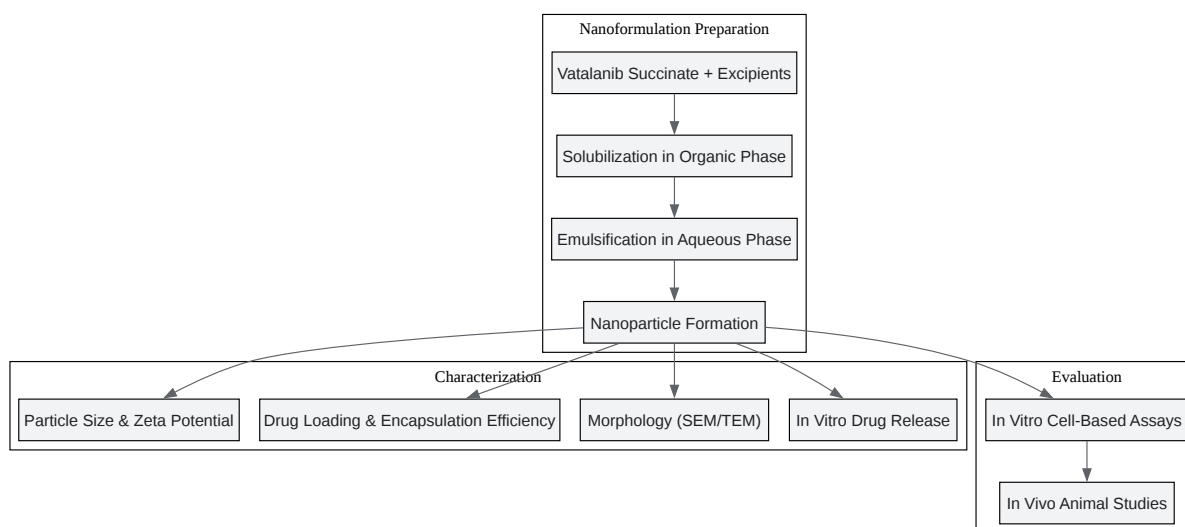 Nanoformulation Preparation
Vatalanib Succinate + Excipients
Solubilization in Organic Phase
Emulsification in Aqueous Phase
Nanoparticle Formation
Characterization
Particle Size & Zeta Potential
Drug Loading & Encapsulation Efficiency
Morphology (SEM/TEM)
In Vitro Drug Release
Evaluation
In Vitro Cell-Based Assays
In Vivo Animal Studies